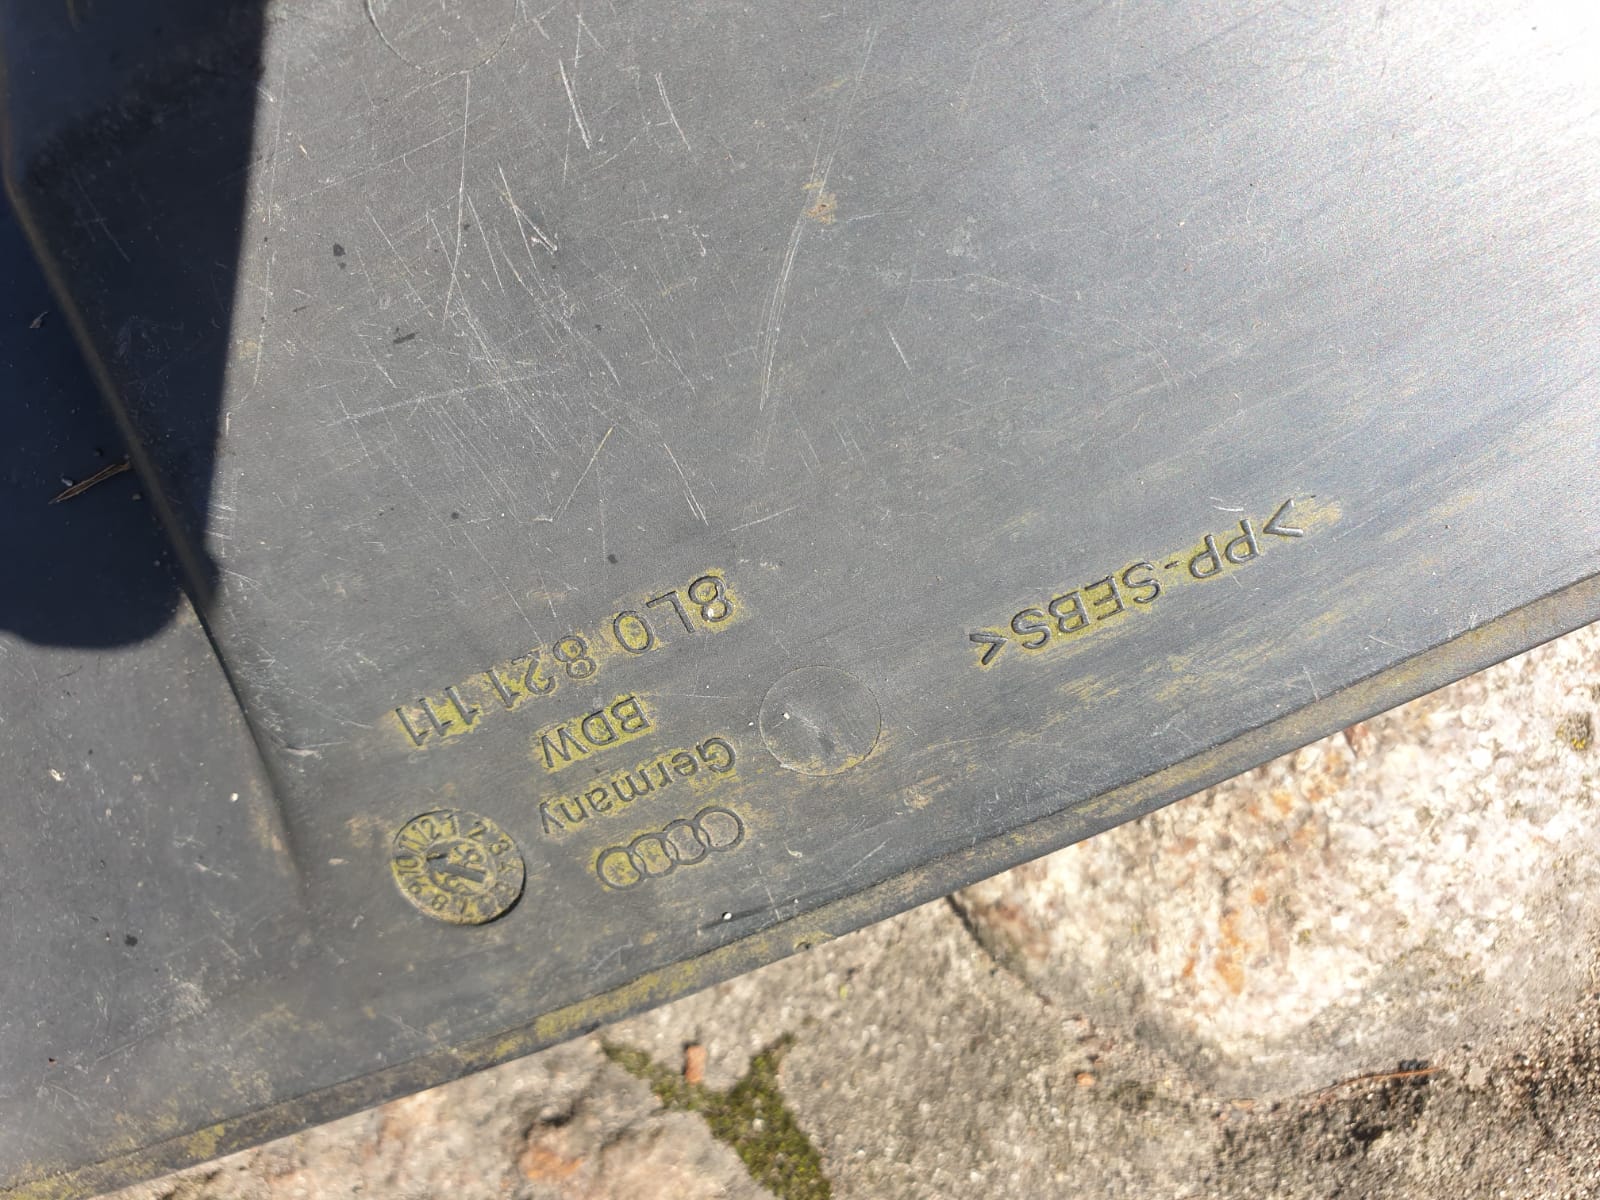 Germany
BDW
8L0 821 111
>PP-SEBS<